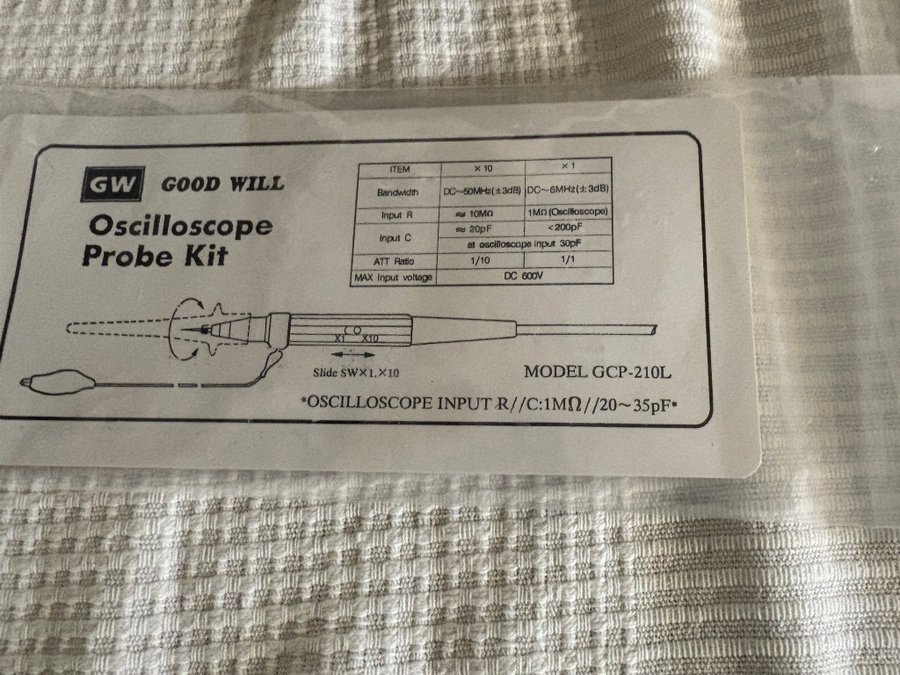 GW GOOD WILL
Oscilloscope
Probe Kit
ITEM ×10 ×1
Bandwidth DC~50MHz(±3dB) DC~6MHz(±3dB)
Input R ≈ 10MΩ 1MΩ(Oscilloscope)
Input C ≈ 20pF <200pF
at oscilloscope input 30pF
ATT Ratio 1/10 1/1
MAX Input voltage DC 600V
X1 X10
Slide SW×1.×10
MODEL GCP-210L
*OSCILLOSCOPE INPUT R//C:1MΩ//20~35pF*